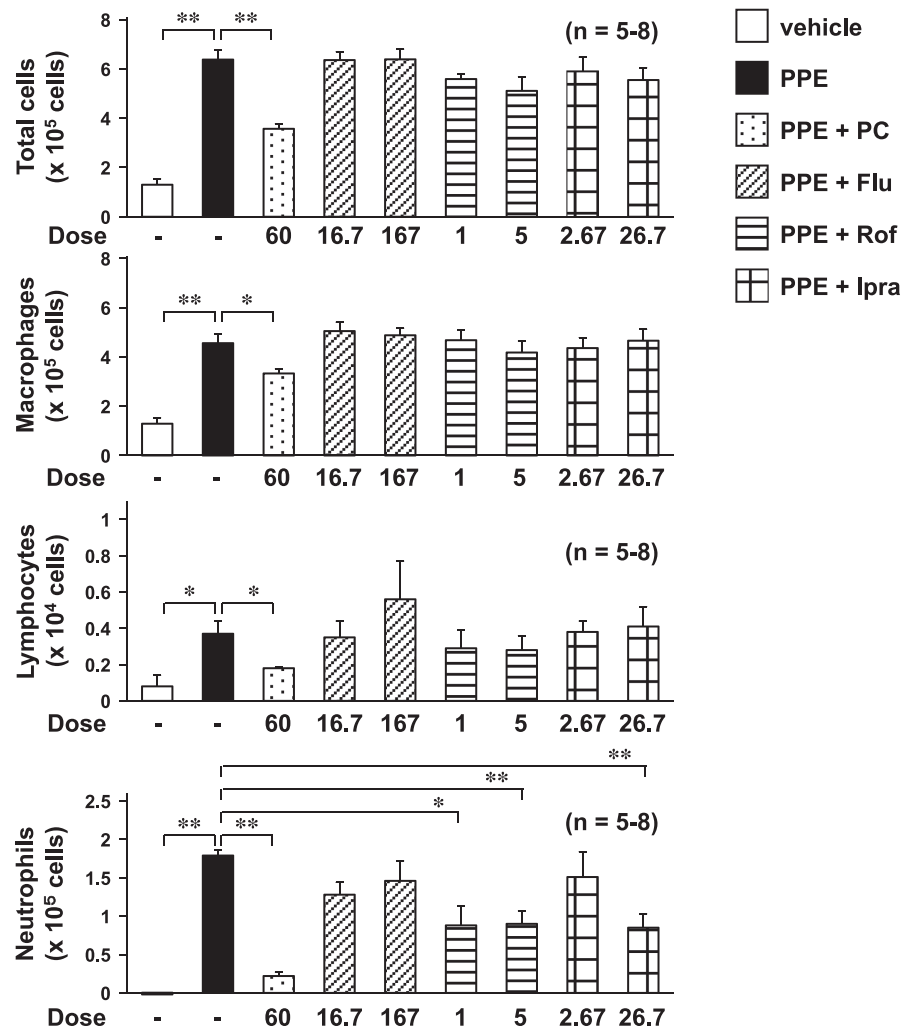 Total cells
(x 10⁵ cells)
8
6
4
2
0
** **
(n = 5-8)
Dose - - 60 16.7 167 1 5 2.67 26.7
Macrophages
(x 10⁵ cells)
8
6
4
2
0
** *
Dose - - 60 16.7 167 1 5 2.67 26.7
Lymphocytes
(x 10⁴ cells)
1
0.8
0.6
0.4
0.2
0
* *
(n = 5-8)
Dose - - 60 16.7 167 1 5 2.67 26.7
Neutrophils
(x 10⁵ cells)
2.5
2
1.5
1
0.5
0
**
**
*
** **
(n = 5-8)
Dose - - 60 16.7 167 1 5 2.67 26.7
vehicle
PPE
PPE + PC
PPE + Flu
PPE + Rof
PPE + Ipra